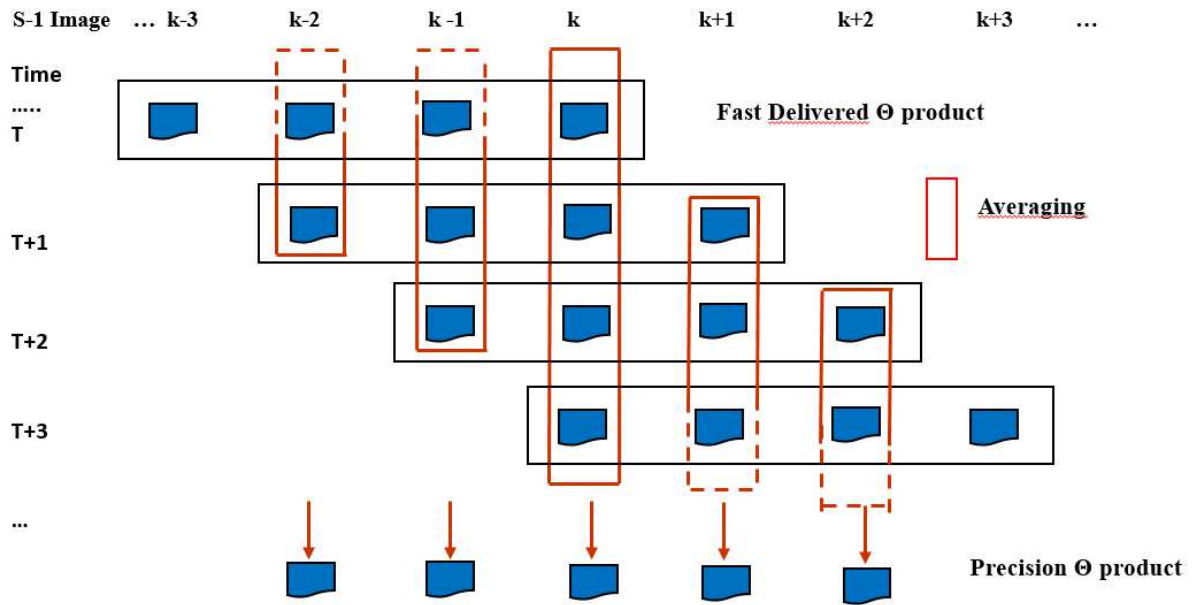 S-1 Image … k-3 k-2 k -1 k k+1 k+2 k+3 …
Time
.....
T
Fast Delivered Θ product
Averaging
T+1
T+2
T+3
...
Precision Θ product